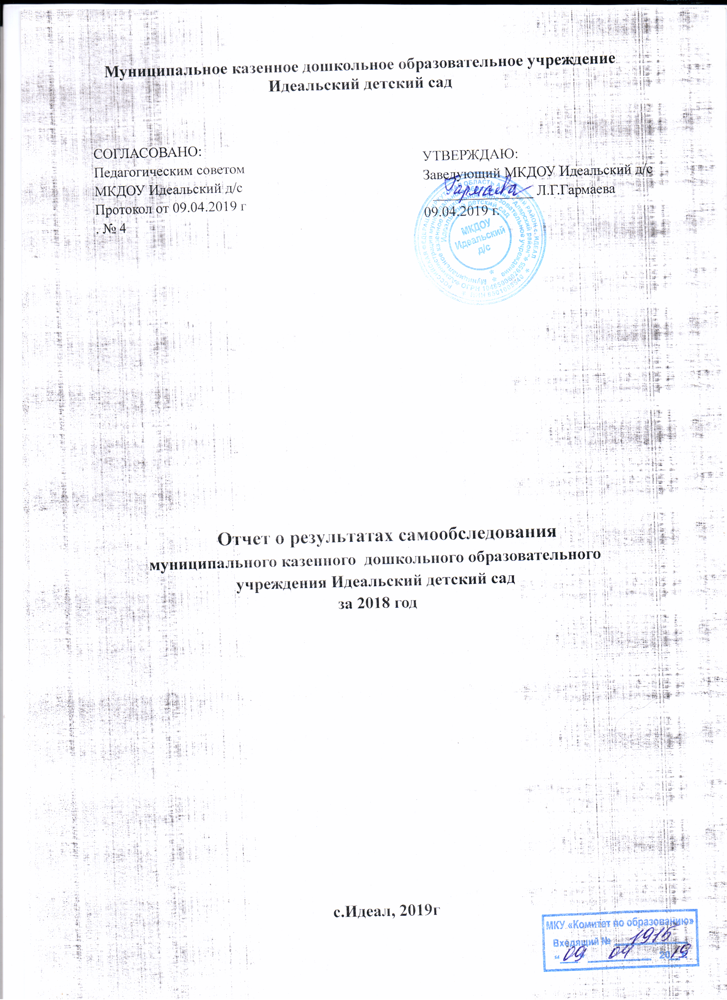 Муниципальное казенное дошкольное образовательное учреждение
Идеальский детский сад
СОГЛАСОВАНО:
Педагогическим советом
МКДОУ Идеальский д/с
Протокол от 09.04.2019 г
. № 4
УТВЕРЖДАЮ:
Заведующий МКДОУ Идеальский д/с
Гармаева Л.Г.Гармаева
09.04.2019 г.
МКДОУ
Идеальский
д/с
Отчет о результатах самообследования
муниципального казенного дошкольного образовательного
учреждения Идеальский детский сад
за 2018 год
с.Идеал, 2019г
МКУ «Комитет по образованию»
Входящий № 1915
“09” 04 2019